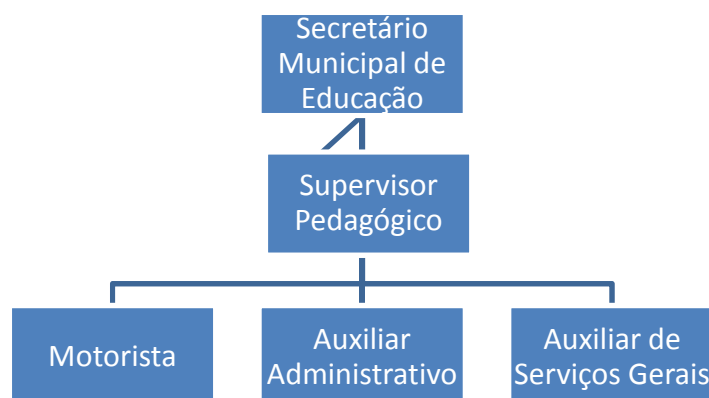 Secretário
Municipal de
Educação
Supervisor
Pedagógico
Motorista
Auxiliar
Administrativo
Auxiliar de
Serviços Gerais